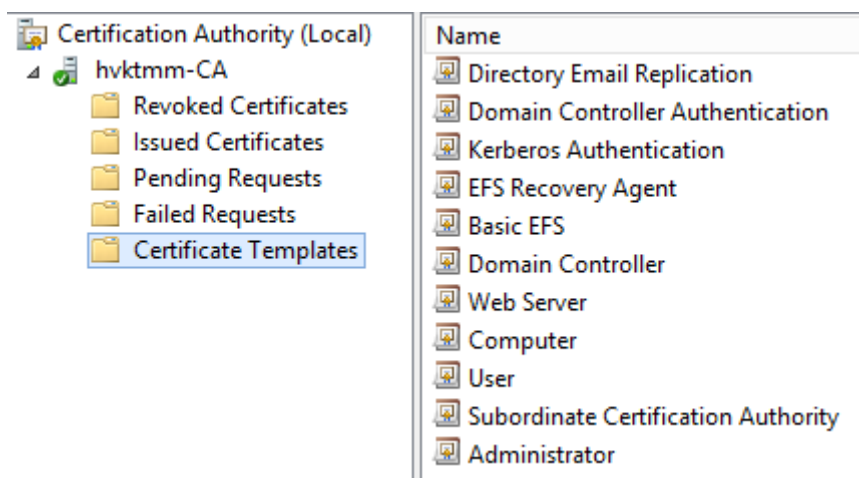 Certification Authority (Local)
hvktmm-CA
Revoked Certificates
Issued Certificates
Pending Requests
Failed Requests
Certificate Templates
Name
Directory Email Replication
Domain Controller Authentication
Kerberos Authentication
EFS Recovery Agent
Basic EFS
Domain Controller
Web Server
Computer
User
Subordinate Certification Authority
Administrator